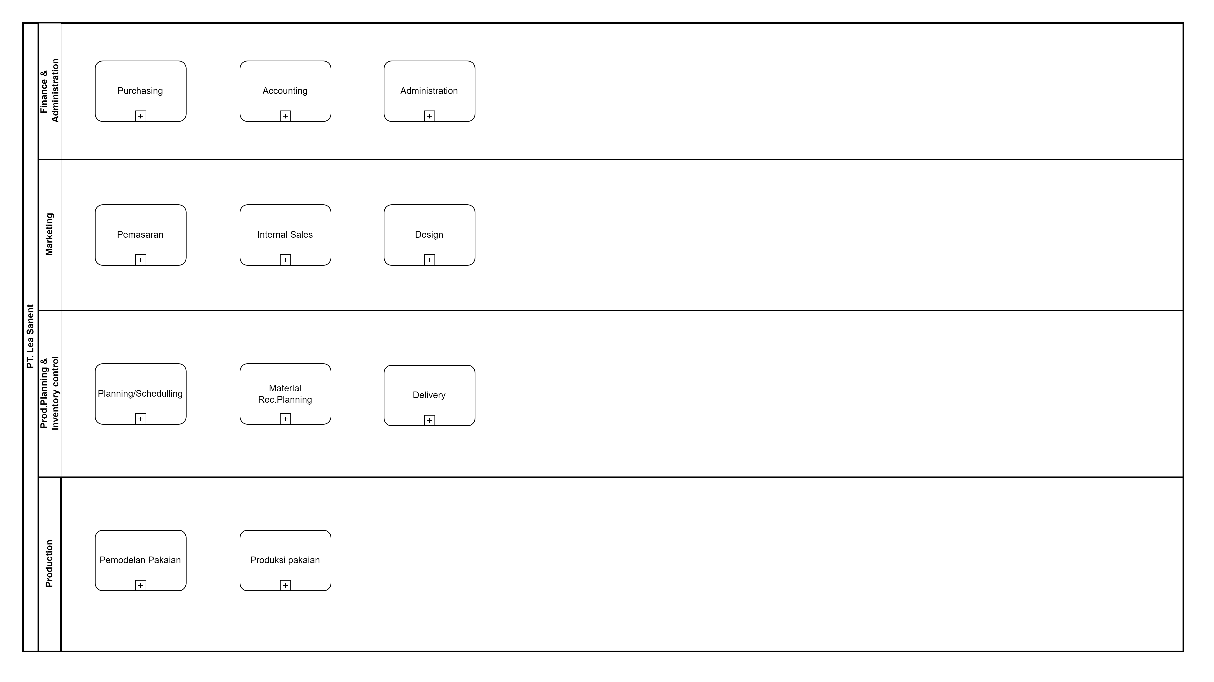 PT. Lea Sanent
Finance &
Administration
Purchasing
Accounting
Administration
Marketing
Pemasaran
Internal Sales
Design
Prod.Planning &
Inventory control
Planning/Schedulling
Material
Rec.Planning
Delivery
Production
Pemodelan Pakaian
Produksi pakaian